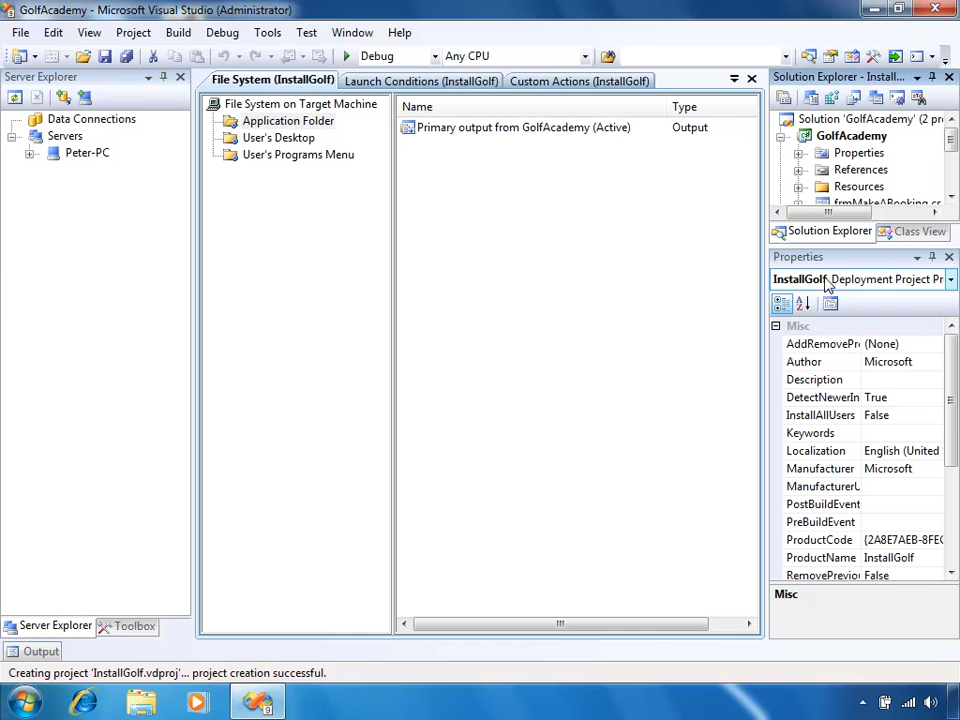 GolfAcademy - Microsoft Visual Studio (Administrator)
File Edit View Project Build Debug Tools Test Window Help
Debug Any CPU
Server Explorer
Data Connections
Servers
Peter-PC
Server Explorer Toolbox
File System (InstallGolf) Launch Conditions (InstallGolf) Custom Actions (InstallGolf)
File System on Target Machine
Application Folder
User's Desktop
User's Programs Menu
Name Type
Primary output from GolfAcademy (Active) Output
Solution Explorer - Install...
Solution 'GolfAcademy' (2 pr
GolfAcademy
Properties
References
Resources
frmMakeABooking.cs
Solution Explorer Class View
Properties
InstallGolf Deployment Project Pr
Misc
AddRemovePr (None)
Author Microsoft
Description
DetectNewerIn True
InstallAllUsers False
Keywords
Localization English (United
Manufacturer Microsoft
ManufacturerU
PostBuildEvent
PreBuildEvent
ProductCode {2A8E7AEB-8FEC
ProductName InstallGolf
RemovePreviou False
Misc
Output
Creating project 'InstallGolf.vdproj'... project creation successful.
9